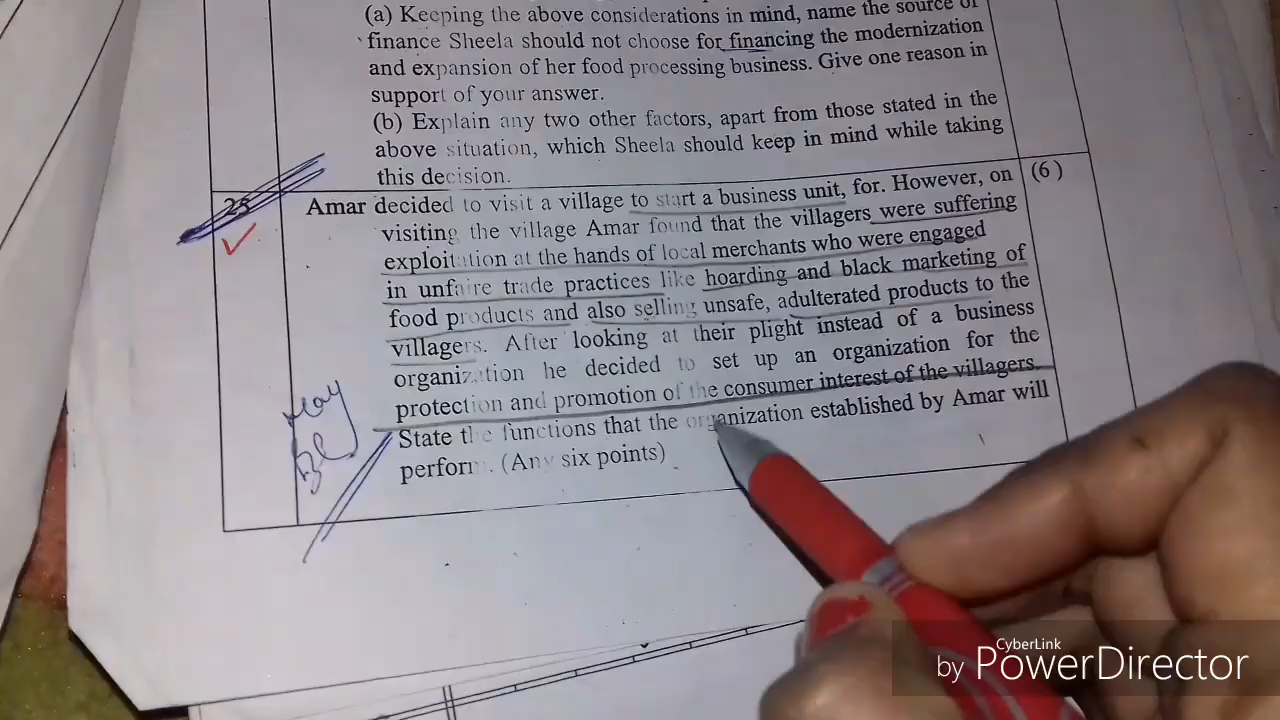 (a) Keeping the above considerations in mind, name the source of
finance Sheela should not choose for financing the modernization
and expansion of her food processing business. Give one reason in
support of your answer.
(b) Explain any two other factors, apart from those stated in the
above situation, which Sheela should keep in mind while taking
this decision.
25 Amar decided to visit a village to start a business unit, for. However, on (6)
visiting the village Amar found that the villagers were suffering
exploitation at the hands of local merchants who were engaged
in unfaire trade practices like hoarding and black marketing of
food products and also selling unsafe, adulterated products to the
villagers. After looking at their plight instead of a business
organization he decided to set up an organization for the
protection and promotion of the consumer interest of the villagers.
State the functions that the organization established by Amar will
perform. (Any six points)
CyberLink
by PowerDirector